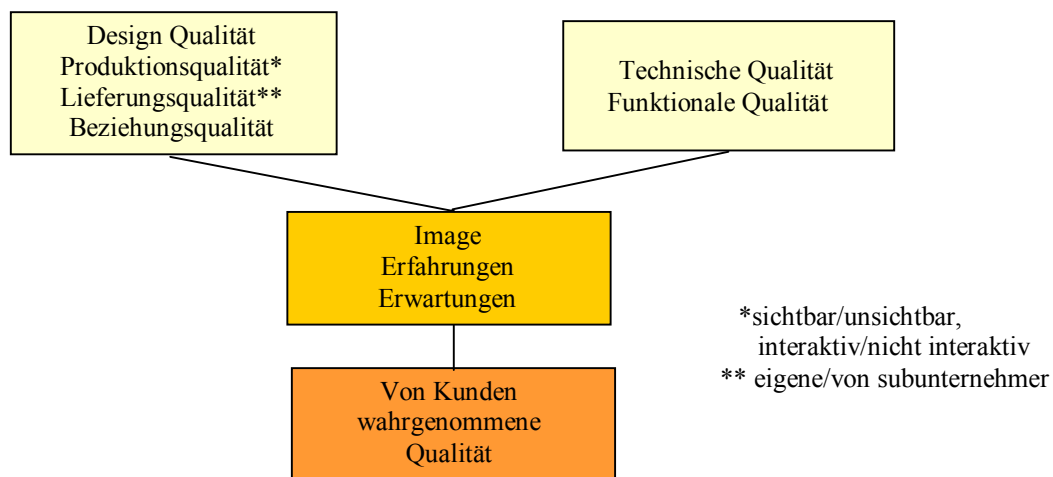 Design Qualität
Produktionsqualität*
Lieferungsqualität**
Beziehungsqualität
Technische Qualität
Funktionale Qualität
Image
Erfahrungen
Erwartungen
*sichtbar/unsichtbar,
interaktiv/nicht interaktiv
** eigene/von subunternehmer
Von Kunden
wahrgenommene
Qualität